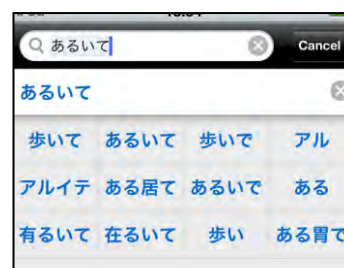 あるいて Cancel
あるいて
歩いて あるいて 歩いで アル
アルイテ ある居て あるいで ある
有るいて 在るいて 歩い ある胃で